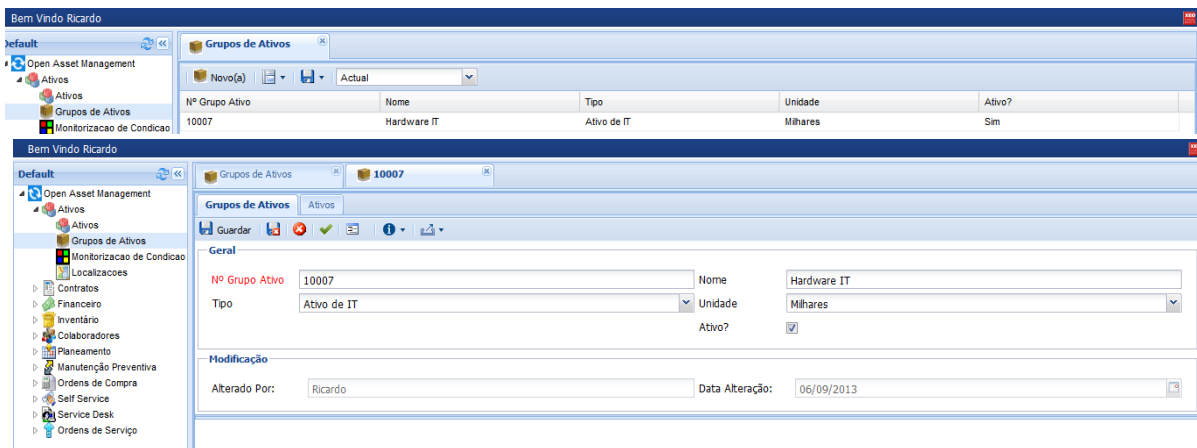 Bem Vindo Ricardo
Default
Grupos de Ativos
Open Asset Management
Novo(a) Actual
Ativos
Ativos
Nº Grupo Ativo Nome Tipo Unidade Ativo?
Grupos de Ativos
10007 Hardware IT Ativo de IT Milhares Sim
Monitorizacao de Condicao
Bem Vindo Ricardo
Default
Grupos de Ativos 10007
Open Asset Management
Ativos
Ativos
Grupos de Ativos
Monitorizacao de Condicao
Localizacoes
Contratos
Financeiro
Inventário
Colaboradores
Planeamento
Manutenção Preventiva
Ordens de Compra
Self Service
Service Desk
Ordens de Serviço
Grupos de Ativos Ativos
Guardar
Geral
Nº Grupo Ativo 10007 Nome Hardware IT
Tipo Ativo de IT Unidade Milhares
Ativo?
Modificação
Alterado Por: Ricardo Data Alteração: 06/09/2013